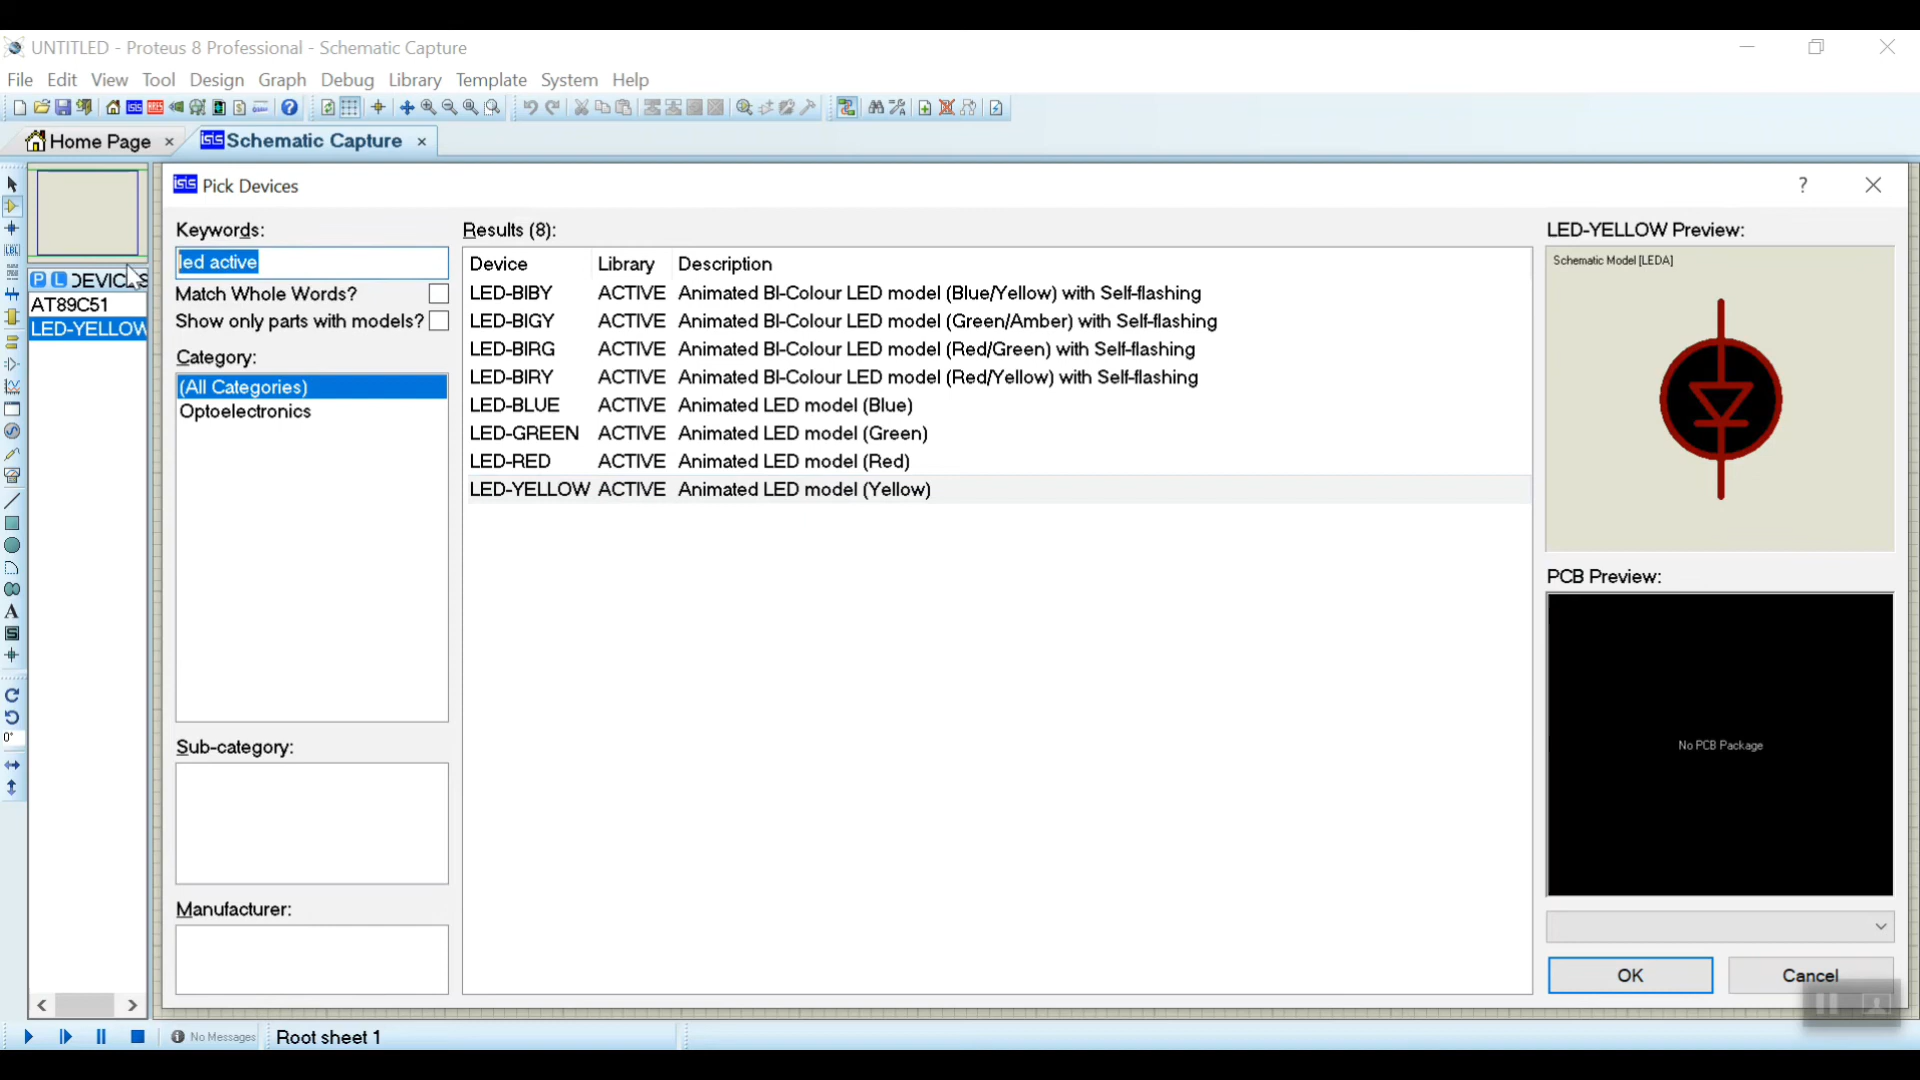 UNTITLED - Proteus 8 Professional - Schematic Capture
File Edit View Tool Design Graph Debug Library Template System Help
Home Page × Schematic Capture ×
Pick Devices ?
Keywords:
led active
Match Whole Words?
Show only parts with models?
Category:
(All Categories)
Optoelectronics
Sub-category:
Manufacturer:
P L DEVICES
AT89C51
LED-YELLOW
Results (8):
Device Library Description
LED-BIBY ACTIVE Animated BI-Colour LED model (Blue/Yellow) with Self-flashing
LED-BIGY ACTIVE Animated BI-Colour LED model (Green/Amber) with Self-flashing
LED-BIRG ACTIVE Animated BI-Colour LED model (Red/Green) with Self-flashing
LED-BIRY ACTIVE Animated BI-Colour LED model (Red/Yellow) with Self-flashing
LED-BLUE ACTIVE Animated LED model (Blue)
LED-GREEN ACTIVE Animated LED model (Green)
LED-RED ACTIVE Animated LED model (Red)
LED-YELLOW ACTIVE Animated LED model (Yellow)
LED-YELLOW Preview:
Schematic Model [LEDA]
PCB Preview:
No PCB Package
OK Cancel
0°
No Messages Root sheet 1